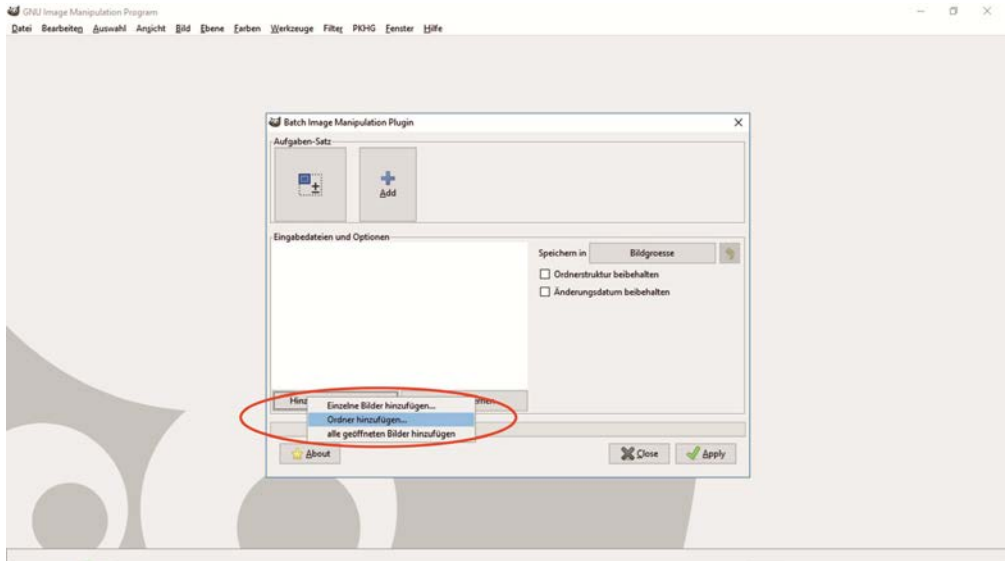 GNU Image Manipulation Program
Datei Bearbeiten Auswahl Ansicht Bild Ebene Farben Werkzeuge Filter PKHG Fenster Hilfe
Batch Image Manipulation Plugin
Aufgaben-Satz
Add
Eingabedateien und Optionen
Speichern in Bildgroesse
Ordnerstruktur beibehalten
Änderungsdatum beibehalten
Einzelne Bilder hinzufügen...
Ordner hinzufügen...
alle geöffneten Bilder hinzufügen
About Close Apply